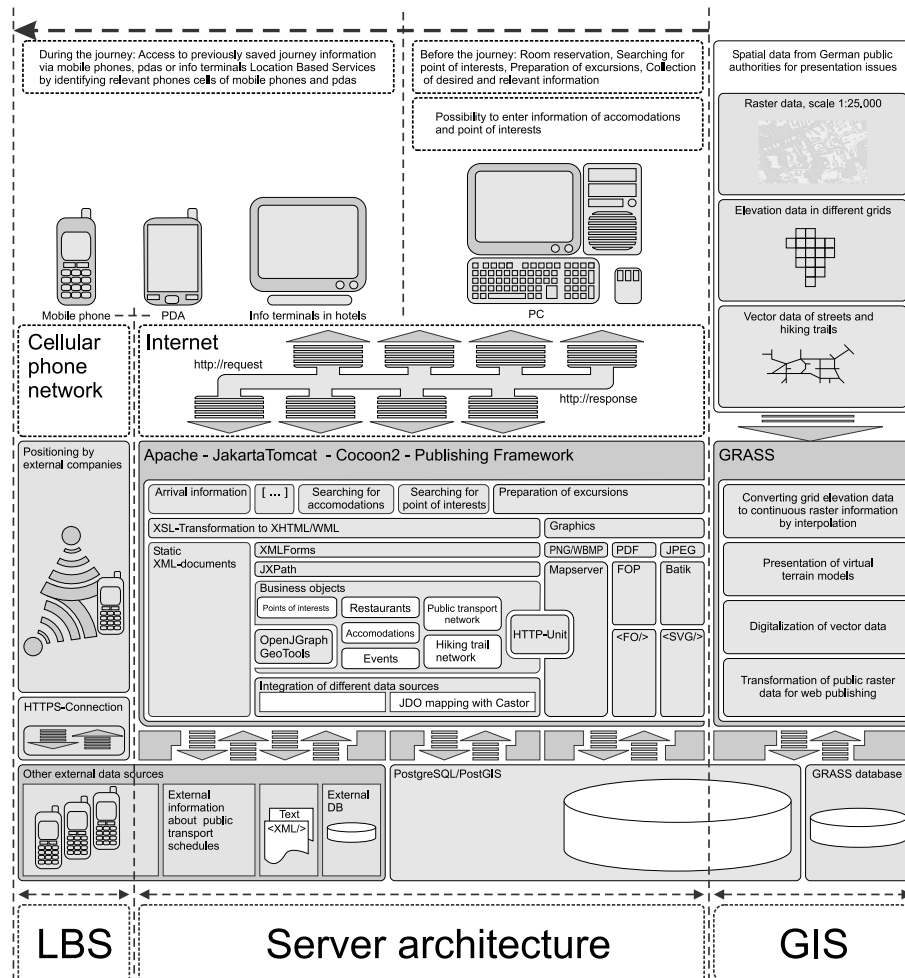 During the journey: Access to previously saved journey information
via mobile phones, pdas or info terminals Location Based Services
by identifying relevant phones cells of mobile phones and pdas
Before the journey: Room reservation, Searching for
point of interests, Preparation of excursions, Collection
of desired and relevant information
Possibility to enter information of accomodations
and point of interests
Spatial data from German public
authorities for presentation issues
Raster data, scale 1:25.000
Elevation data in different grids
Vector data of streets and
hiking trails
Mobile phone
PDA
Info terminals in hotels
PC
Cellular
phone
network
Internet
http://request
http://response
Positioning by
external companies
HTTPS-Connection
Apache - JakartaTomcat - Cocoon2 - Publishing Framework
Arrival information
[ ... ]
Searching for
accomodations
Searching for
point of interests
Preparation of excursions
XSL-Transformation to XHTML/WML
Graphics
Static
XML-documents
XMLForms
JXPath
Business objects
Points of interests
Restaurants
Public transport
network
OpenJGraph
GeoTools
Accomodations
Events
Hiking trail
network
HTTP-Unit
Integration of different data sources
JDO mapping with Castor
PNG/WBMP
PDF
JPEG
Mapserver
FOP
Batik
<FO/>
<SVG/>
GRASS
Converting grid elevation data
to continuous raster information
by interpolation
Presentation of virtual
terrain models
Digitalization of vector data
Transformation of public raster
data for web publishing
Other external data sources
External
information
about public
transport
schedules
Text
<XML/>
External
DB
PostgreSQL/PostGIS
GRASS database
LBS
Server architecture
GIS